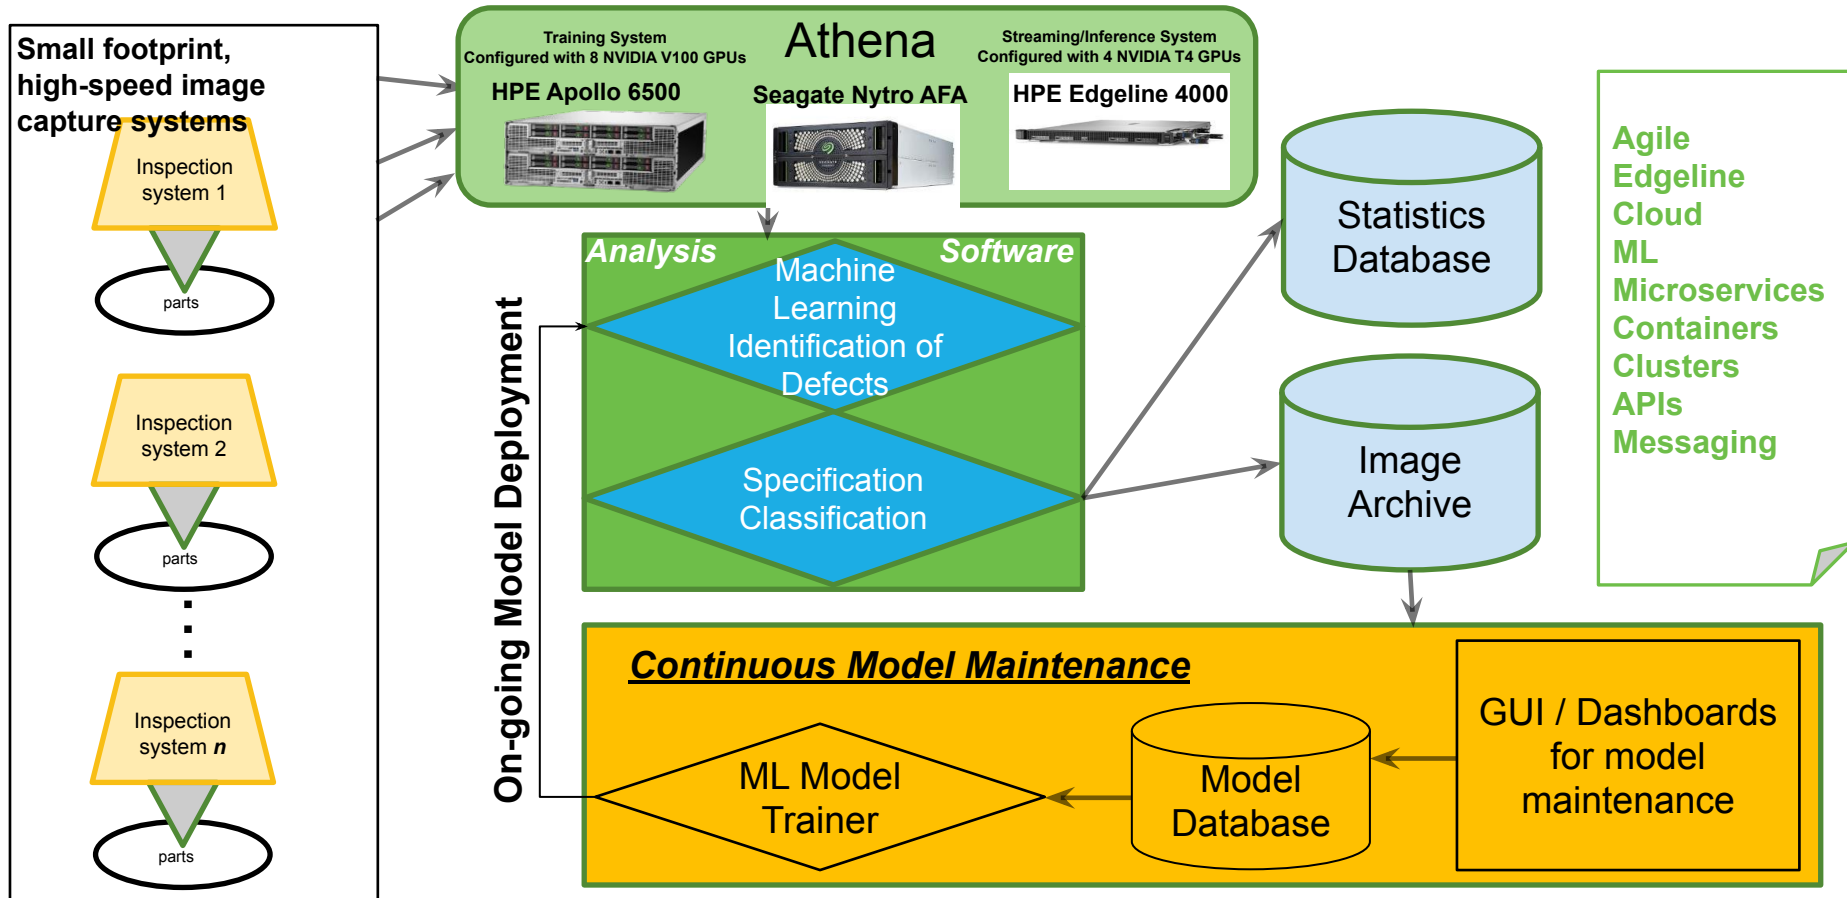 Small footprint,
high-speed image
capture systems
Inspection
system 1
parts
Inspection
system 2
parts
Inspection
system n
parts
Athena
Training System
Configured with 8 NVIDIA V100 GPUs
HPE Apollo 6500
Seagate Nytro AFA
Streaming/Inference System
Configured with 4 NVIDIA T4 GPUs
HPE Edgeline 4000
Analysis Software
Machine
Learning
Identification of
Defects
Specification
Classification
On-going Model Deployment
Statistics
Database
Image
Archive
Agile
Edgeline
Cloud
ML
Microservices
Containers
Clusters
APIs
Messaging
Continuous Model Maintenance
ML Model
Trainer
Model
Database
GUI / Dashboards
for model
maintenance